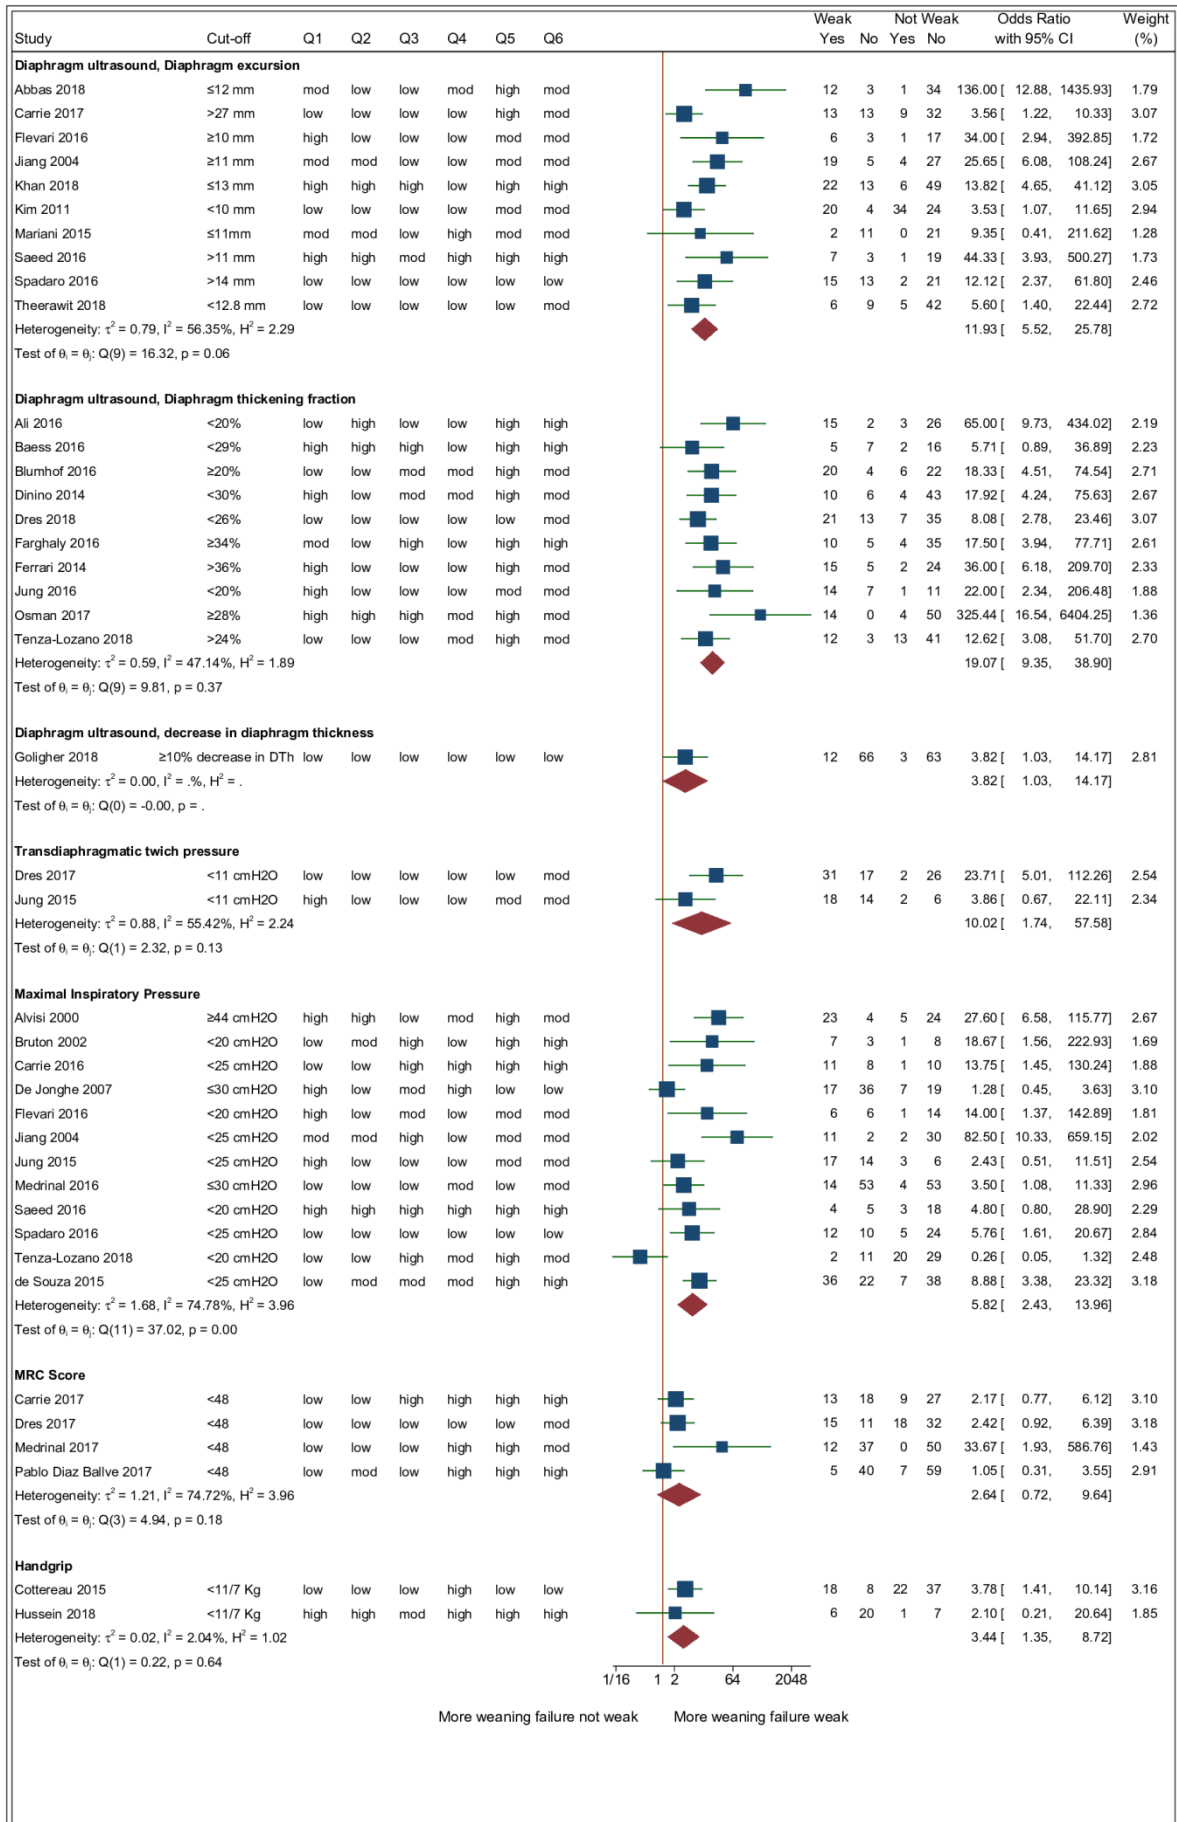 Weak Not Weak Odds Ratio Weight
Study Cut-off Q1 Q2 Q3 Q4 Q5 Q6 Yes No Yes No with 95% CI (%)
Diaphragm ultrasound, Diaphragm excursion
Abbas 2018 ≤12 mm mod low low mod high mod 12 3 1 34 136.00 [ 12.88, 1435.93] 1.79
Carrie 2017 >27 mm low low high high high mod 13 13 9 32 3.56 [ 1.22, 10.33] 3.07
Flevari 2016 ≥10 mm high low low low mod mod 6 3 1 17 34.00 [ 2.94, 392.85] 1.72
Jiang 2004 ≥11 mm mod mod low low mod mod 19 5 4 27 25.65 [ 6.08, 108.24] 2.67
Khan 2018 ≤13 mm high high high low high high 22 13 6 49 13.82 [ 4.65, 41.12] 3.05
Kim 2011 <10 mm low low low low mod mod 20 4 34 24 3.53 [ 1.07, 11.65] 2.94
Mariani 2015 ≤11mm mod mod low high mod mod 2 11 0 21 9.35 [ 0.41, 211.62] 1.28
Saeed 2016 >11 mm high high mod high high high 7 3 1 19 44.33 [ 3.93, 500.27] 1.73
Spadaro 2016 >14 mm low low low low low low 15 13 2 21 12.12 [ 2.37, 61.80] 2.46
Theerawit 2018 <12.8 mm low low low low low mod 6 9 5 42 5.60 [ 1.40, 22.44] 2.72
Heterogeneity: τ² = 0.79, I² = 56.35%, H² = 2.29 11.93 [ 5.52, 25.78]
Test of θᵢ = θⱼ: Q(9) = 16.32, p = 0.06
Diaphragm ultrasound, Diaphragm thickening fraction
Ali 2016 <20% low high low low high high 15 2 3 26 65.00 [ 9.73, 434.02] 2.19
Baess 2016 <29% high high high low high high 5 7 2 16 5.71 [ 0.89, 36.89] 2.23
Blumhof 2016 ≥20% low low mod mod high mod 20 4 6 22 18.33 [ 4.51, 74.54] 2.71
Dinino 2014 <30% high low mod mod high mod 10 6 4 43 17.92 [ 4.24, 75.63] 2.67
Dres 2018 <26% low low low low low mod 21 13 7 35 8.08 [ 2.78, 23.46] 3.07
Farghaly 2016 ≥34% mod low high low high high 10 5 4 35 17.50 [ 3.94, 77.71] 2.61
Ferrari 2014 >36% high low low low high mod 15 5 2 24 36.00 [ 6.18, 209.70] 2.33
Jung 2016 <20% high low low low mod mod 14 7 1 11 22.00 [ 2.34, 206.48] 1.88
Osman 2017 ≥28% high high high mod high mod 14 0 4 50 325.44 [ 16.54, 6404.25] 1.36
Tenza-Lozano 2018 >24% low low low mod high mod 12 3 13 41 12.62 [ 3.08, 51.70] 2.70
Heterogeneity: τ² = 0.59, I² = 47.14%, H² = 1.89 19.07 [ 9.35, 38.90]
Test of θᵢ = θⱼ: Q(9) = 9.81, p = 0.37
Diaphragm ultrasound, decrease in diaphragm thickness
Goligher 2018 ≥10% decrease in DTh low low low low low low 12 66 3 63 3.82 [ 1.03, 14.17] 2.81
Heterogeneity: τ² = 0.00, I² = .%, H² = . 3.82 [ 1.03, 14.17]
Test of θᵢ = θⱼ: Q(0) = -0.00, p = .
Transdiaphragmatic twich pressure
Dres 2017 <11 cmH2O low low low low low mod 31 17 2 26 23.71 [ 5.01, 112.26] 2.54
Jung 2015 <11 cmH2O high low low low mod mod 18 14 2 6 3.86 [ 0.67, 22.11] 2.34
Heterogeneity: τ² = 0.88, I² = 55.42%, H² = 2.24 10.02 [ 1.74, 57.58]
Test of θᵢ = θⱼ: Q(1) = 2.32, p = 0.13
Maximal Inspiratory Pressure
Alvisi 2000 ≥44 cmH2O high high low mod high mod 23 4 5 24 27.60 [ 6.58, 115.77] 2.67
Bruton 2002 <20 cmH2O low mod high low high high 7 3 1 8 18.67 [ 1.56, 222.93] 1.69
Carrie 2016 <25 cmH2O low low high high high high 11 8 1 10 13.75 [ 1.45, 130.24] 1.88
De Jonghe 2007 ≤30 cmH2O high low mod high low low 17 36 7 19 1.28 [ 0.45, 3.63] 3.10
Flevari 2016 <20 cmH2O high low mod low mod mod 6 6 1 14 14.00 [ 1.37, 142.89] 1.81
Jiang 2004 <25 cmH2O mod mod high low mod mod 11 2 2 30 82.50 [ 10.33, 659.15] 2.02
Jung 2015 <25 cmH2O high low low low mod mod 17 14 3 6 2.43 [ 0.51, 11.51] 2.54
Medrinal 2016 ≤30 cmH2O low low low mod low mod 14 53 4 53 3.50 [ 1.08, 11.33] 2.96
Saeed 2016 <20 cmH2O high high high high high high 4 5 3 18 4.80 [ 0.80, 28.90] 2.29
Spadaro 2016 <25 cmH2O low low low low low low 12 10 5 24 5.76 [ 1.61, 20.67] 2.84
Tenza-Lozano 2018 <20 cmH2O low low high mod high mod 2 11 20 29 0.26 [ 0.05, 1.32] 2.48
de Souza 2015 <25 cmH2O low mod mod mod high high 36 22 7 38 8.88 [ 3.38, 23.32] 3.18
Heterogeneity: τ² = 1.68, I² = 74.78%, H² = 3.96 5.82 [ 2.43, 13.96]
Test of θᵢ = θⱼ: Q(11) = 37.02, p = 0.00
MRC Score
Carrie 2017 <48 low low high high high high 13 18 9 27 2.17 [ 0.77, 6.12] 3.10
Dres 2017 <48 low low low low low mod 15 11 18 32 2.42 [ 0.92, 6.39] 3.18
Medrinal 2017 <48 low low low high high mod 12 37 0 50 33.67 [ 1.93, 586.76] 1.43
Pablo Diaz Ballve 2017 <48 low mod low high high high 5 40 7 59 1.05 [ 0.31, 3.55] 2.91
Heterogeneity: τ² = 1.21, I² = 74.72%, H² = 3.96 2.64 [ 0.72, 9.64]
Test of θᵢ = θⱼ: Q(3) = 4.94, p = 0.18
Handgrip
Cottereau 2015 <11/7 Kg low low low high low low 18 8 22 37 3.78 [ 1.41, 10.14] 3.16
Hussein 2018 <11/7 Kg high high mod high high high 6 20 1 7 2.10 [ 0.21, 20.64] 1.85
Heterogeneity: τ² = 0.02, I² = 2.04%, H² = 1.02 3.44 [ 1.35, 8.72]
Test of θᵢ = θⱼ: Q(1) = 0.22, p = 0.64
1/16 1 2 64 2048
More weaning failure not weak More weaning failure weak